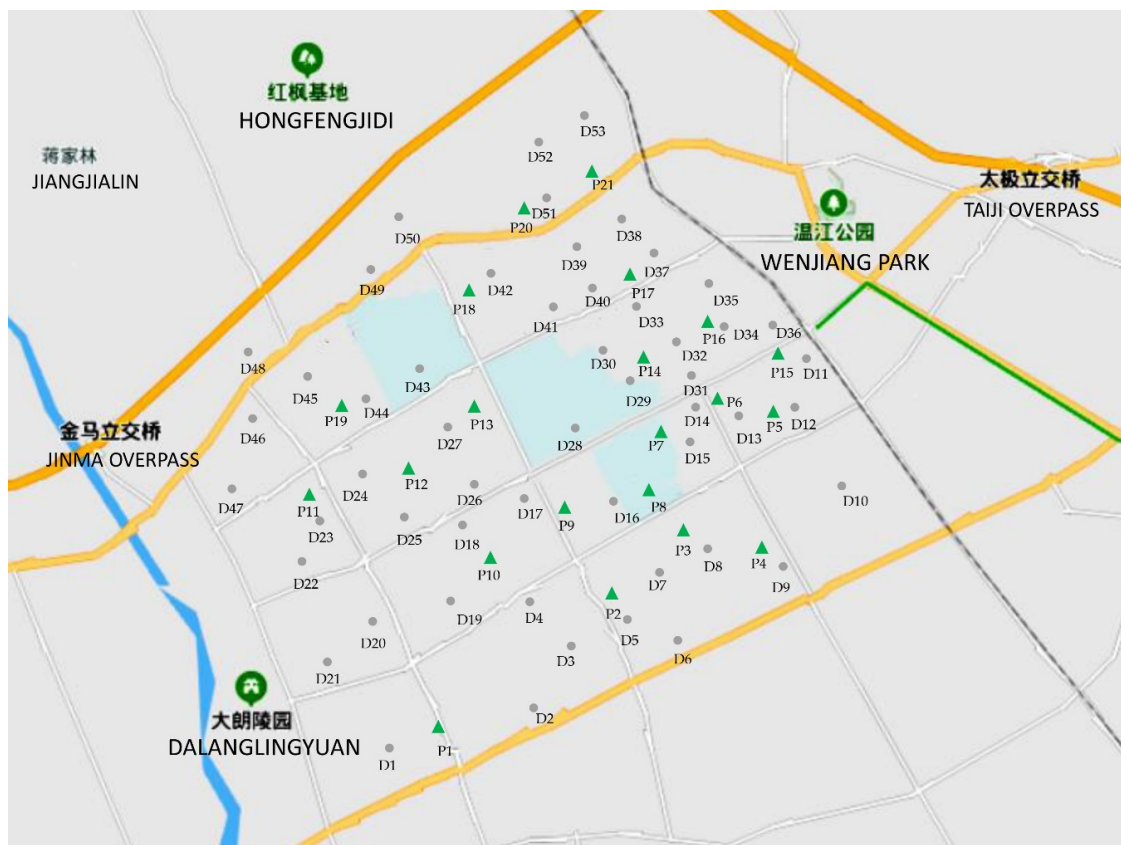 红枫基地
HONGFENGJIDI
D53
D52
蒋家林
JIANGJIALIN
P21
太极立交桥
TAIJI OVERPASS
D51
P20
D50
D38
温江公园
WENJIANG PARK
D39
D37
D49
D42
P17
P18
D40
D35
D41
D33
P16
D34
D36
D48
D32
D30
P14
P15
D11
D43
D45
D31
D29
D44
P19
P13
P6
D14
P5
D12
D13
金马立交桥
JINMA OVERPASS
D46
D27
D28
P7
D15
P12
D24
D26
D47
P11
D17
D16
P8
D10
P9
D23
D25
D18
P3
D22
P10
D8
P4
D7
D9
P2
D19
D4
D5
D20
D3
D6
D21
大朗陵园
DALANGLINGYUAN
D2
P1
D1